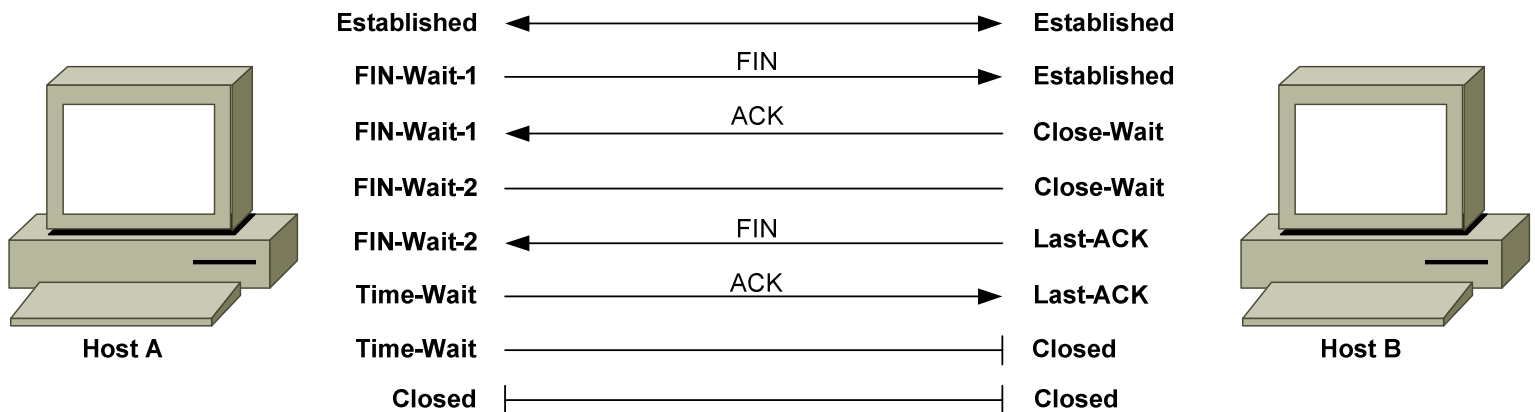 Established Established
FIN
FIN-Wait-1 Established
ACK
FIN-Wait-1 Close-Wait
FIN-Wait-2 Close-Wait
FIN
FIN-Wait-2 Last-ACK
ACK
Time-Wait Last-ACK
Host A Time-Wait Closed Host B
Closed Closed